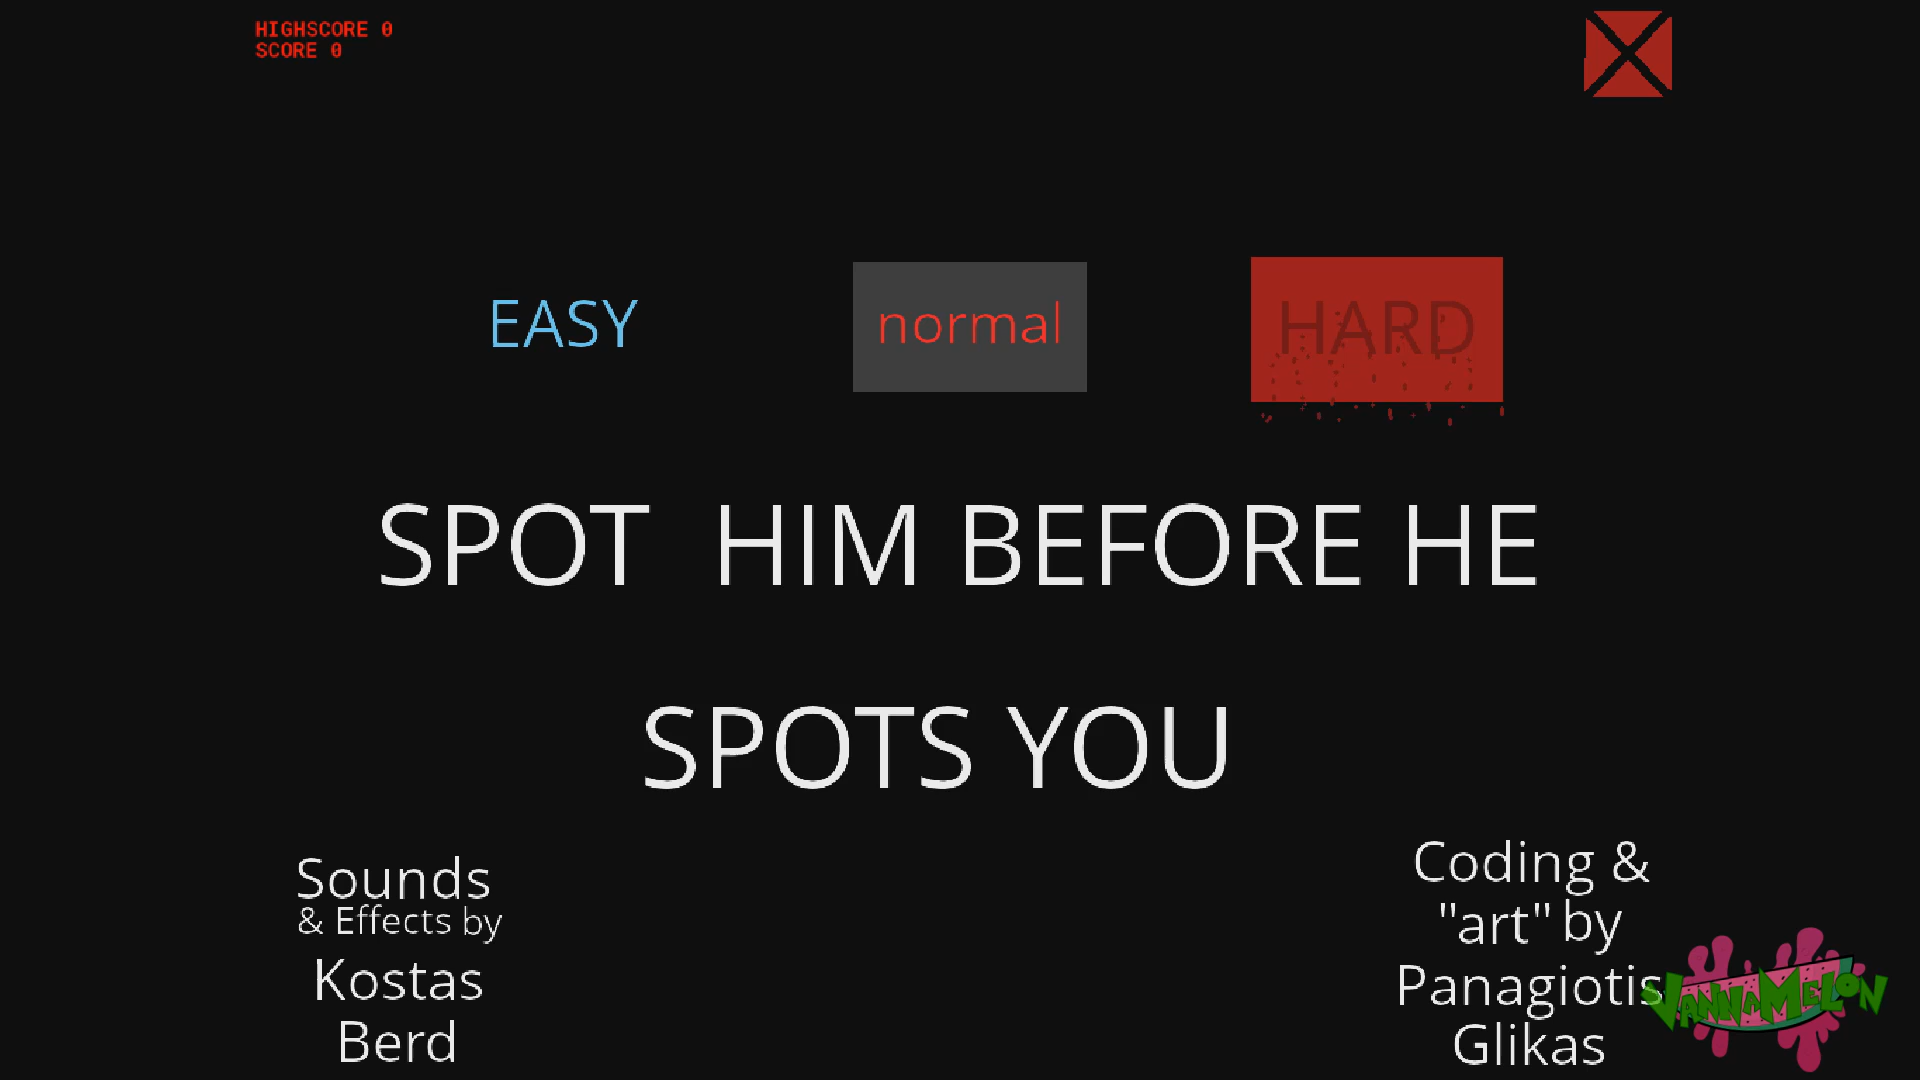 HIGHSCORE 0
SCORE 0
EASY
normal
HARD
SPOT HIM BEFORE HE
SPOTS YOU
Sounds
& Effects by
Kostas
Berd
Coding &
"art" by
Panagiotis
Glikas
VANNAMELON